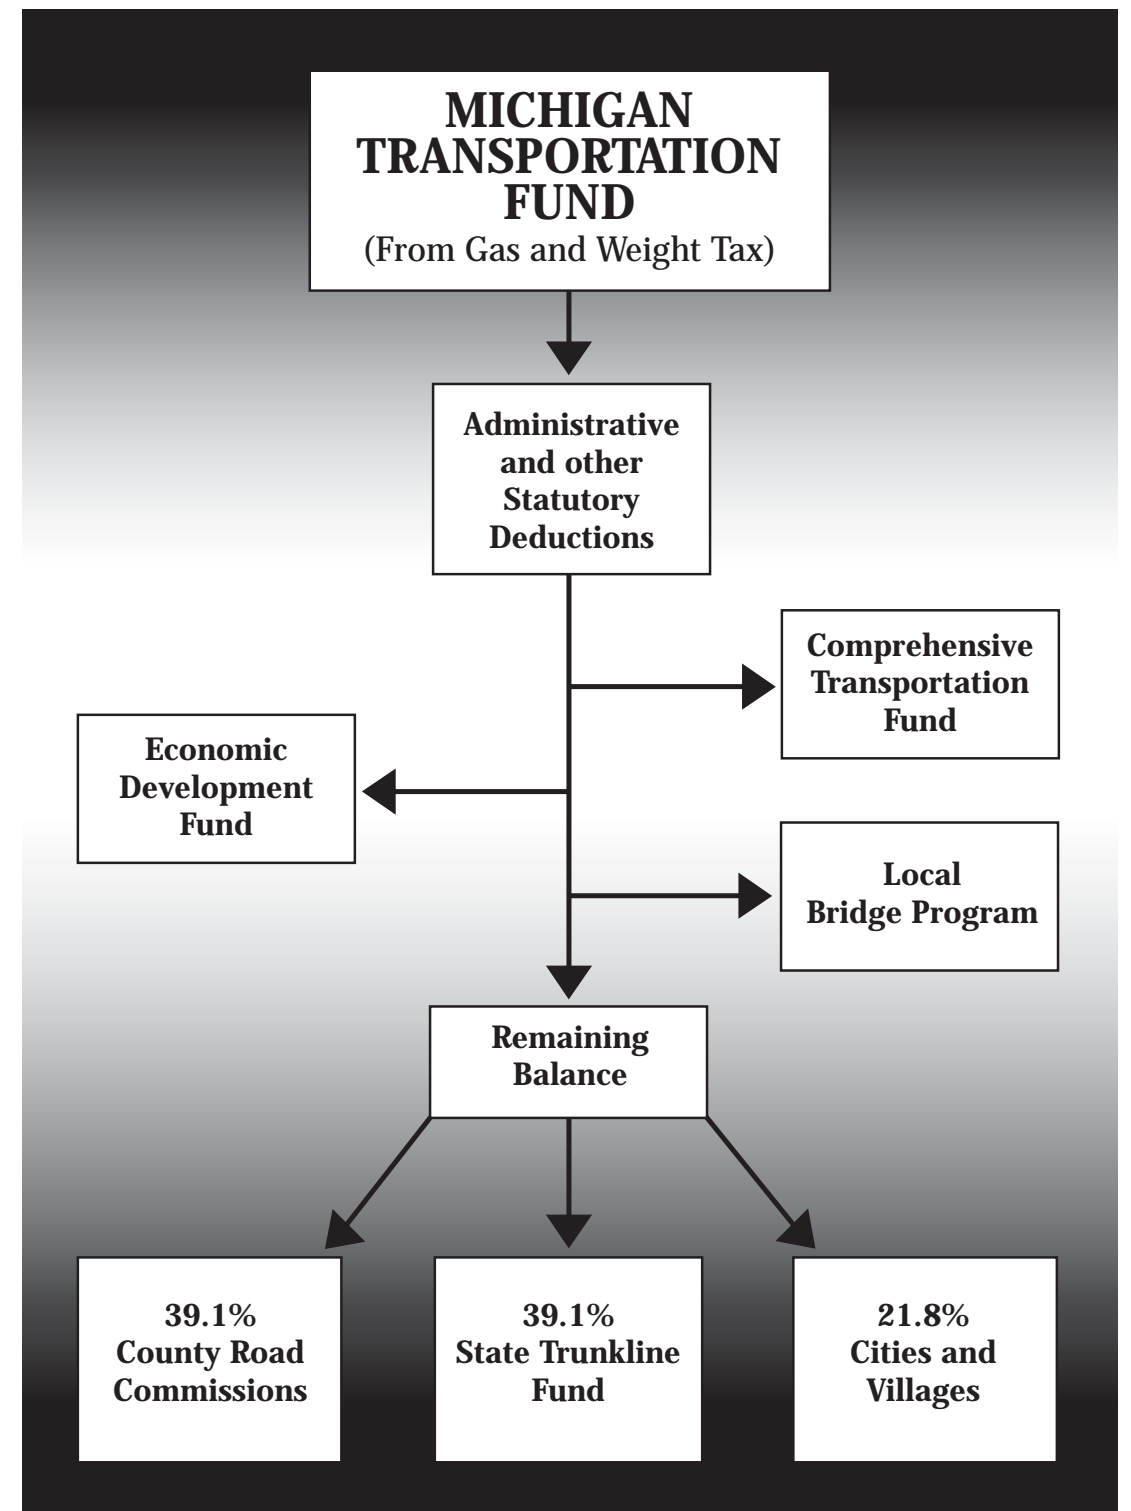 MICHIGAN
TRANSPORTATION
FUND
(From Gas and Weight Tax)
Administrative
and other
Statutory
Deductions
Comprehensive
Transportation
Fund
Economic
Development
Fund
Local
Bridge Program
Remaining
Balance
39.1%
County Road
Commissions
39.1%
State Trunkline
Fund
21.8%
Cities and
Villages